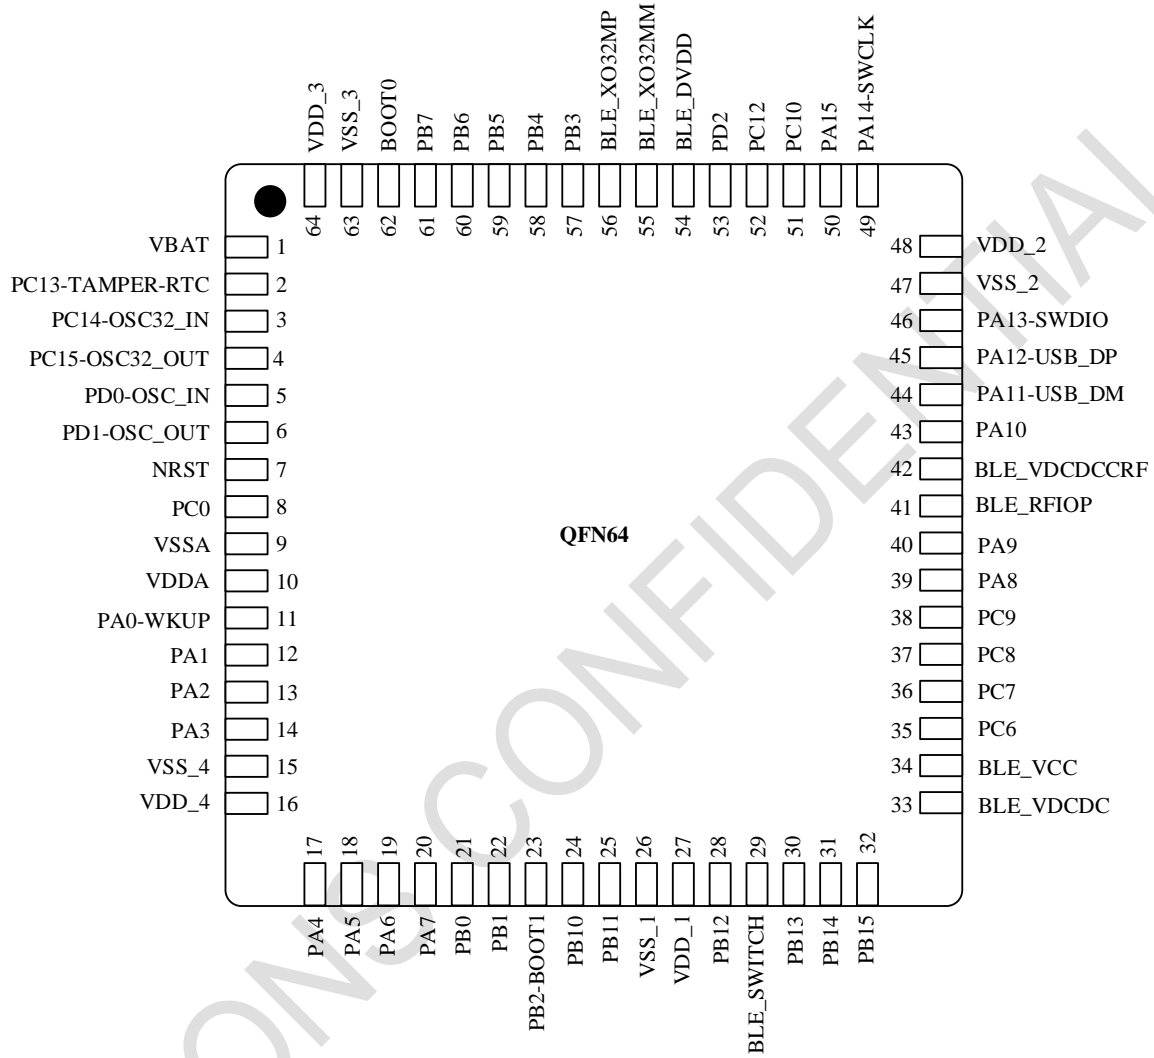 VDD_3
VSS_3
BOOT0
PB7
PB6
PB5
PB4
PB3
BLE_XO32MP
BLE_XO32MM
BLE_DVDD
PD2
PC12
PC10
PA15
PA14-SWCLK
64
63
62
61
60
59
58
57
56
55
54
53
52
51
50
49
VBAT 1
PC13-TAMPER-RTC 2
PC14-OSC32_IN 3
PC15-OSC32_OUT 4
PD0-OSC_IN 5
PD1-OSC_OUT 6
NRST 7
PC0 8
VSSA 9
VDDA 10
PA0-WKUP 11
PA1 12
PA2 13
PA3 14
VSS_4 15
VDD_4 16
QFN64
48 VDD_2
47 VSS_2
46 PA13-SWDIO
45 PA12-USB_DP
44 PA11-USB_DM
43 PA10
42 BLE_VDCDCCRF
41 BLE_RFIOP
40 PA9
39 PA8
38 PC9
37 PC8
36 PC7
35 PC6
34 BLE_VCC
33 BLE_VDCDC
17
18
19
20
21
22
23
24
25
26
27
28
29
30
31
32
PA4
PA5
PA6
PA7
PB0
PB1
PB2-BOOT1
PB10
PB11
VSS_1
VDD_1
PB12
BLE_SWITCH
PB13
PB14
PB15
ONS CONFIDENTIAL